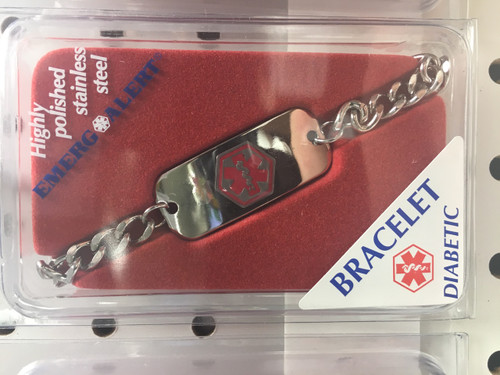 Highly
polished
stainless
steel
EMERG ALERT
BRACELET
DIABETIC